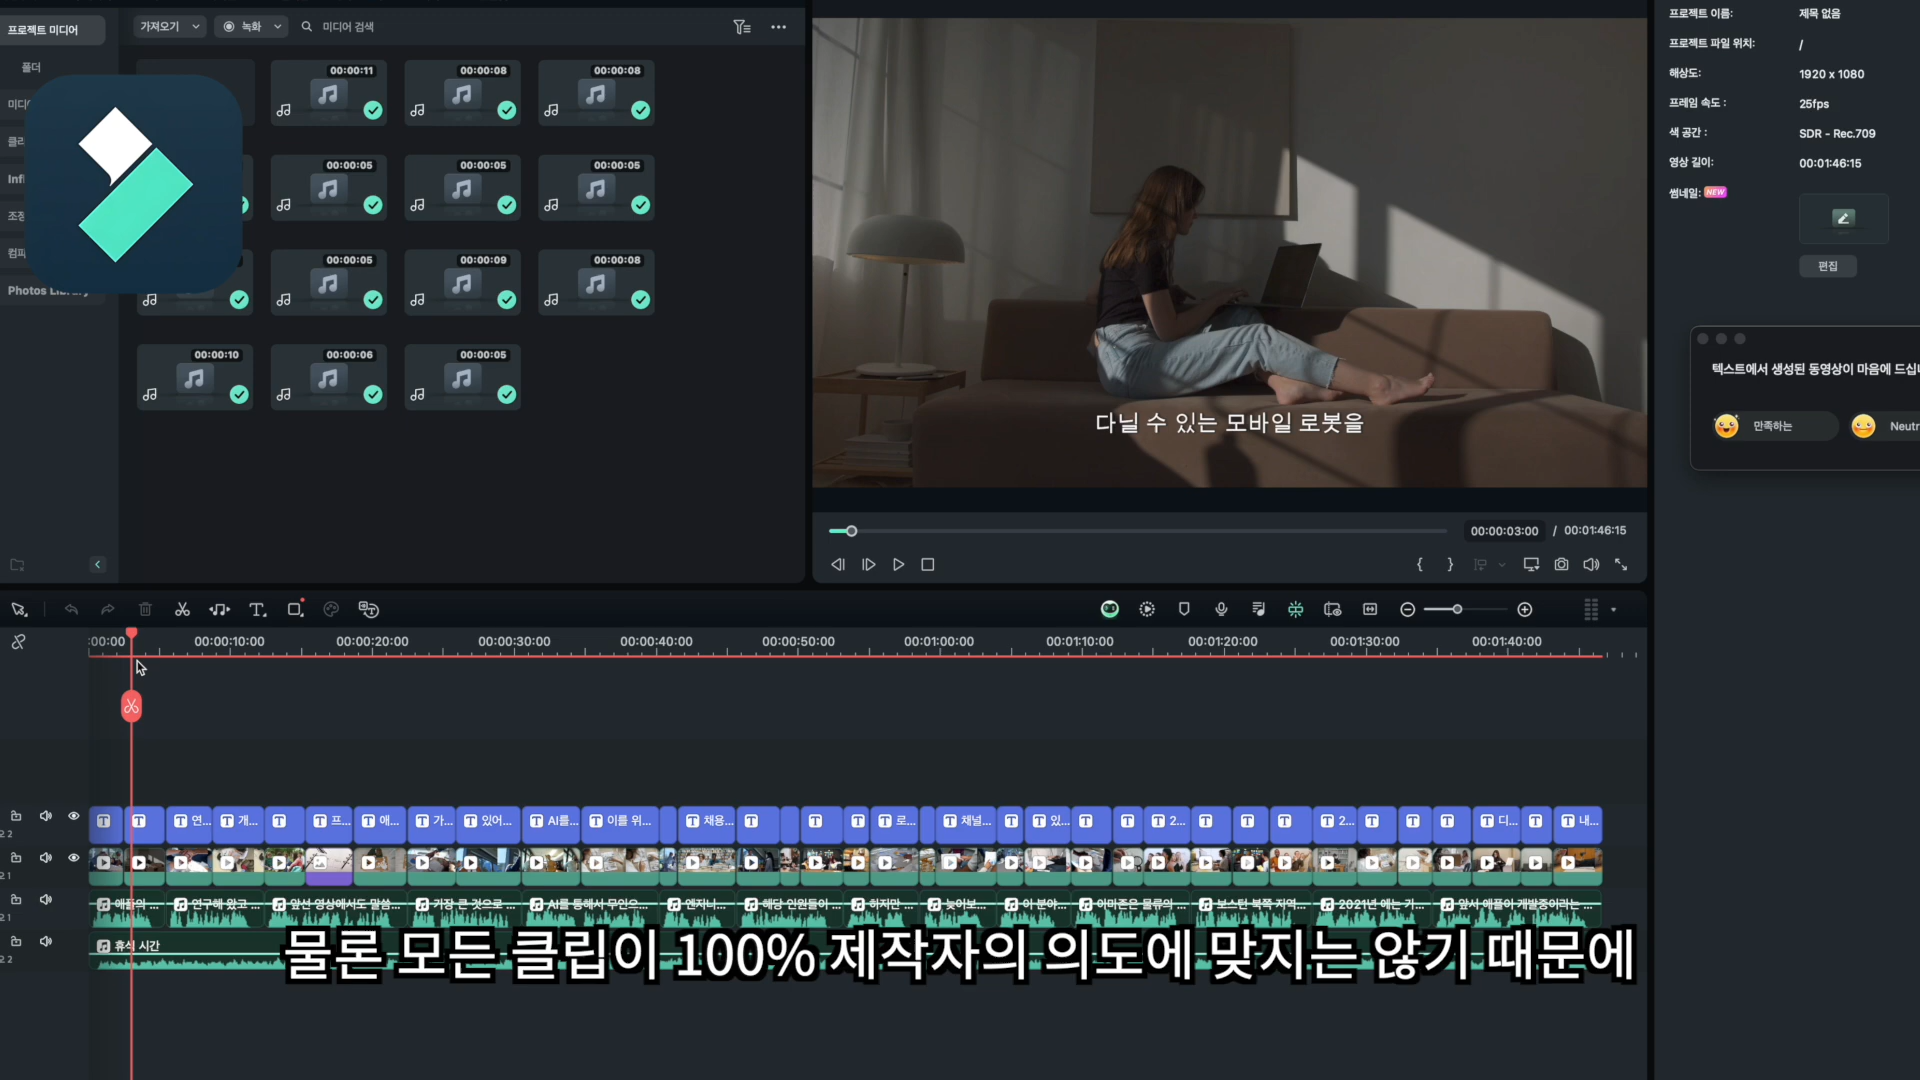 프로젝트 미디어
가져오기
녹화
미디어 검색
폴더
Photos
00:00:11
00:00:08
00:00:08
00:00:05
00:00:05
00:00:05
00:00:05
00:00:09
00:00:08
00:00:10
00:00:06
00:00:05
다닐 수 있는 모바일 로봇을
00:00:03:00 / 00:01:46:15
프로젝트 이름: 제목 없음
프로젝트 파일 위치: /
해상도: 1920 x 1080
프레임 속도 : 25fps
색 공간 : SDR - Rec.709
영상 길이: 00:01:46:15
썸네일: NEW
편집
텍스트에서 생성된 동영상이 마음에 드십
만족하는
Neutr
:00:00 00:00:10:00 00:00:20:00 00:00:30:00 00:00:40:00 00:00:50:00 00:01:00:00 00:01:10:00 00:01:20:00 00:01:30:00 00:01:40:00
연... 개... 프... 애... 가... 있어... AI를... 이를 위... 채용... 로... 채널... 있... 2... 2... 디... 내...
애플의 ... 연구해 왔고 ... 앞선 영상에서도 말씀... 가장 큰 것으로 ... AI를 통해서 무인으... 엔지니... 해당 인원들이 ... 하지만 ... 늦어보... 이 분야... 아마존은 물류의 ... 보스턴 북쪽 지역... 2021년 에는 기... 앞서 애플이 개발중이라는 ...
휴식 시간
물론 모든 클립이 100% 제작자의 의도에 맞지는 않기 때문에